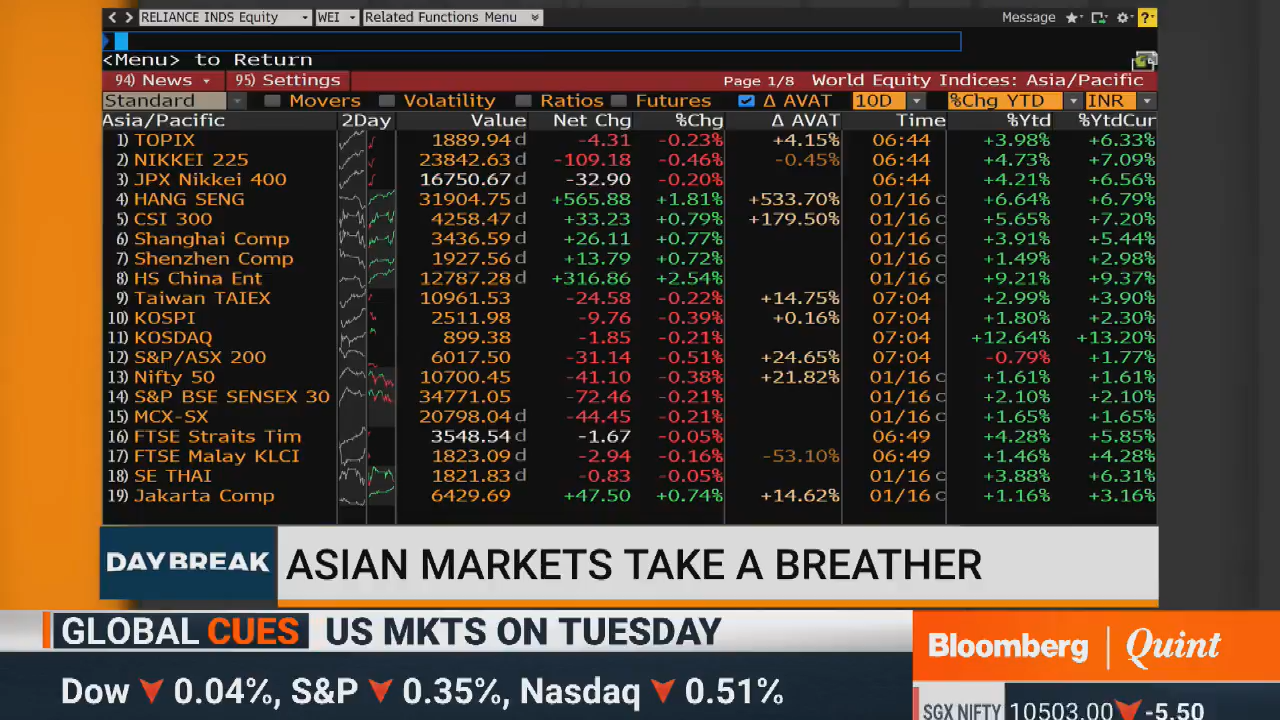 RELIANCE INDS Equity WEI Related Functions Menu Message
<Menu> to Return
94) News 95) Settings Page 1/8 World Equity Indices: Asia/Pacific
Standard Movers Volatility Ratios Futures Δ AVAT 10D %Chg YTD INR
Asia/Pacific 2Day Value Net Chg %Chg Δ AVAT Time %Ytd %YtdCur
1) TOPIX 1889.94 d -4.31 -0.23% +4.15% 06:44 +3.98% +6.33%
2) NIKKEI 225 23842.63 d -109.18 -0.46% -0.45% 06:44 +4.73% +7.09%
3) JPX Nikkei 400 16750.67 d -32.90 -0.20% 06:44 +4.21% +6.56%
4) HANG SENG 31904.75 d +565.88 +1.81% +533.70% 01/16 c +6.64% +6.79%
5) CSI 300 4258.47 d +33.23 +0.79% +179.50% 01/16 c +5.65% +7.20%
6) Shanghai Comp 3436.59 d +26.11 +0.77% 01/16 c +3.91% +5.44%
7) Shenzhen Comp 1927.56 d +13.79 +0.72% 01/16 c +1.49% +2.98%
8) HS China Ent 12787.28 d +316.86 +2.54% 01/16 c +9.21% +9.37%
9) Taiwan TAIEX 10961.53 -24.58 -0.22% +14.75% 07:04 +2.99% +3.90%
10) KOSPI 2511.98 -9.76 -0.39% +0.16% 07:04 +1.80% +2.30%
11) KOSDAQ 899.38 -1.85 -0.21% 07:04 +12.64% +13.20%
12) S&P/ASX 200 6017.50 -31.14 -0.51% +24.65% 07:04 -0.79% +1.77%
13) Nifty 50 10700.45 -41.10 -0.38% +21.82% 01/16 c +1.61% +1.61%
14) S&P BSE SENSEX 30 34771.05 -72.46 -0.21% 01/16 c +2.10% +2.10%
15) MCX-SX 20798.04 d -44.45 -0.21% 01/16 c +1.65% +1.65%
16) FTSE Straits Tim 3548.54 d -1.67 -0.05% 06:49 +4.28% +5.85%
17) FTSE Malay KLCI 1823.09 d -2.94 -0.16% -53.10% 06:49 +1.46% +4.28%
18) SE THAI 1821.83 d -0.83 -0.05% 01/16 c +3.88% +6.31%
19) Jakarta Comp 6429.69 +47.50 +0.74% +14.62% 01/16 c +1.16% +3.16%
DAYBREAK ASIAN MARKETS TAKE A BREATHER
GLOBAL CUES US MKTS ON TUESDAY
Bloomberg | Quint
Dow 0.04%, S&P 0.35%, Nasdaq 0.51%
SGX NIFTY 10503.00 -5.50